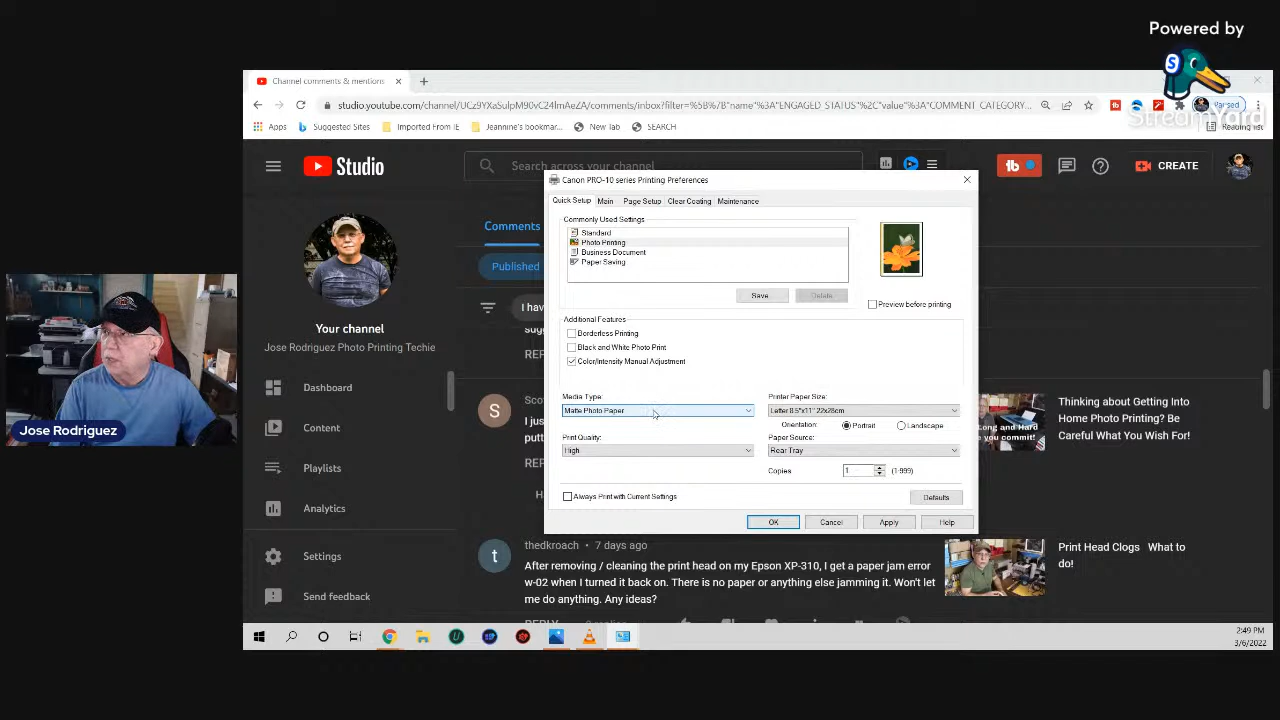 Powered by
StreamYard
Channel comments & mentions
Apps
Suggested Sites
Imported From IE
Jeannine's bookmar...
New Tab
SEARCH
Paused
Reading list
Studio
Search across your channel
CREATE
Your channel
Jose Rodriguez Photo Printing Techie
Dashboard
Content
Playlists
Analytics
Settings
Send feedback
Comments
Published
I ha
S
t
thedkroach • 7 days ago
After removing / cleaning the print head on my Epson XP-310, I get a paper jam error
w-02 when I turned it back on. There is no paper or anything else jamming it. Won't let
me do anything. Any ideas?
Canon PRO-10 series Printing Preferences
Quick Setup Main Page Setup Clear Coating Maintenance
Commonly Used Settings
Standard
Photo Printing
Business Document
Paper Saving
Save Delete
Preview before printing
Additional Features
Borderless Printing
Black and White Photo Print
Color/Intensity Manual Adjustment
Media Type: Printer Paper Size:
Matte Photo Paper Letter 8.5"x11" 22x28cm
Orientation: Portrait Landscape
Print Quality: Paper Source:
High Rear Tray
Copies 1 (1-999)
Always Print with Current Settings Defaults
OK Cancel Apply Help
Thinking about Getting Into
Home Photo Printing? Be
Careful What You Wish For!
Print Head Clogs What to
do!
Jose Rodriguez
2:49 PM
3/6/2022